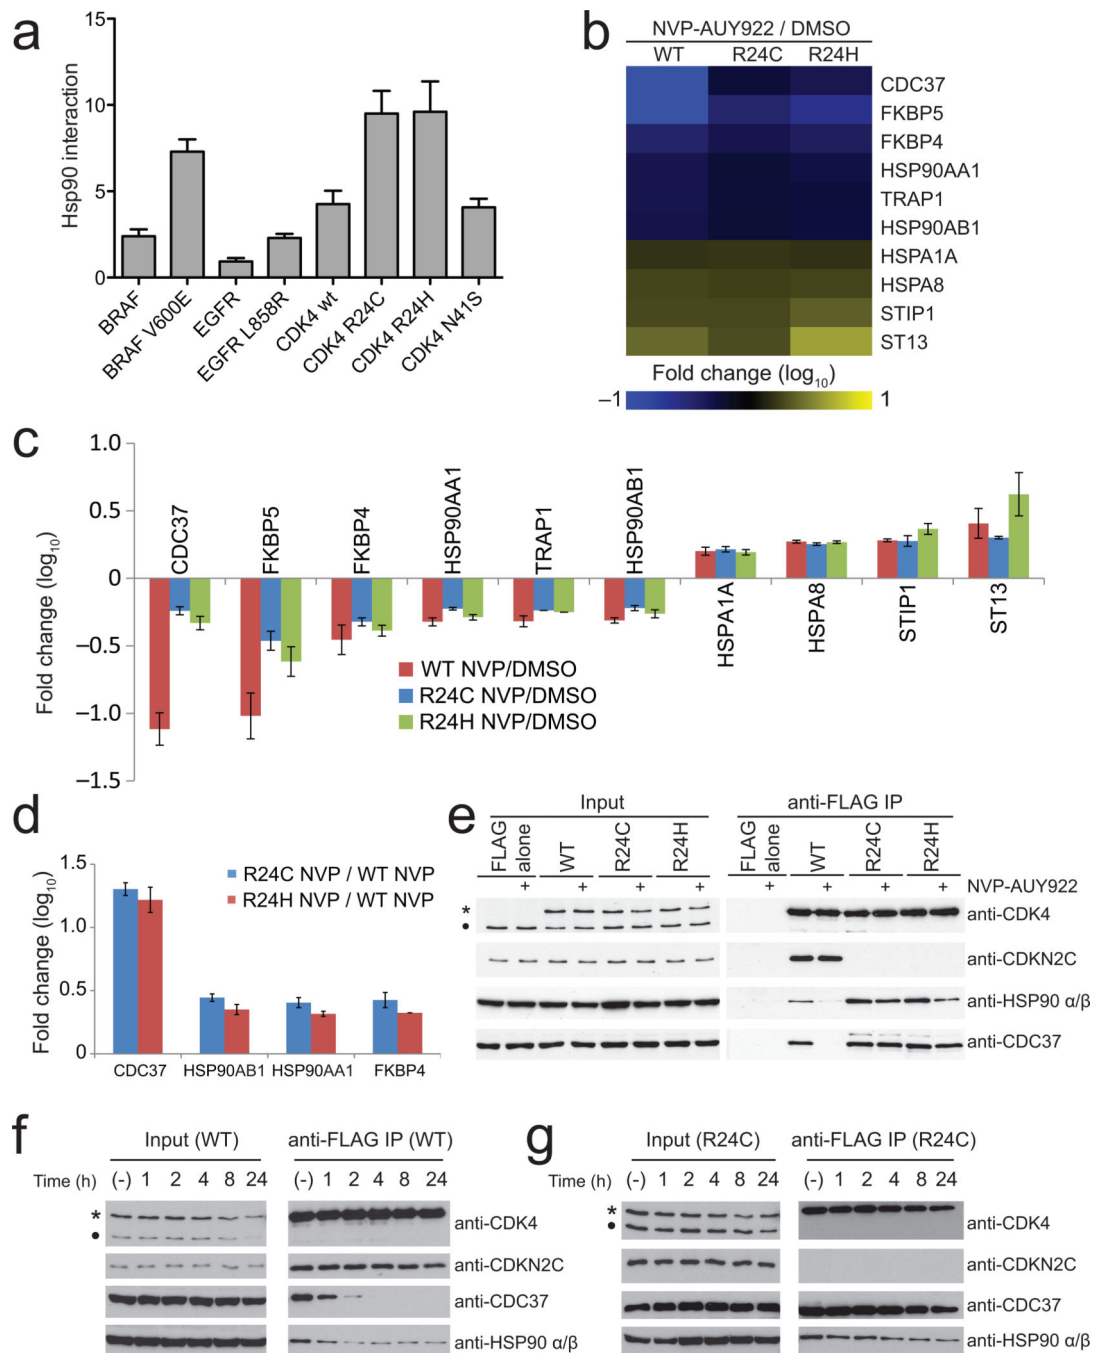 a
Hsp90 interaction
15
10
5
0
BRAF
BRAF V600E
EGFR
EGFR L858R
CDK4 wt
CDK4 R24C
CDK4 R24H
CDK4 N41S
b
NVP-AUY922 / DMSO
WT R24C R24H
CDC37
FKBP5
FKBP4
HSP90AA1
TRAP1
HSP90AB1
HSPA1A
HSPA8
STIP1
ST13
Fold change (log10)
–1 1
c
Fold change (log10)
1.0
0.5
0
–0.5
–1.0
–1.5
CDC37
FKBP5
FKBP4
HSP90AA1
TRAP1
HSP90AB1
HSPA1A
HSPA8
STIP1
ST13
WT NVP/DMSO
R24C NVP/DMSO
R24H NVP/DMSO
d
Fold change (log10)
1.5
1.0
0.5
0
R24C NVP / WT NVP
R24H NVP / WT NVP
CDC37 HSP90AB1 HSP90AA1 FKBP4
e
Input anti-FLAG IP
FLAG alone WT R24C R24H FLAG alone WT R24C R24H
+ + + + + + + + NVP-AUY922
* anti-CDK4
•
anti-CDKN2C
anti-HSP90 α/β
anti-CDC37
f
Input (WT) anti-FLAG IP (WT)
Time (h) (-) 1 2 4 8 24 (-) 1 2 4 8 24
* anti-CDK4
•
anti-CDKN2C
anti-CDC37
anti-HSP90 α/β
g
Input (R24C) anti-FLAG IP (R24C)
Time (h) (-) 1 2 4 8 24 (-) 1 2 4 8 24
* anti-CDK4
•
anti-CDKN2C
anti-CDC37
anti-HSP90 α/β